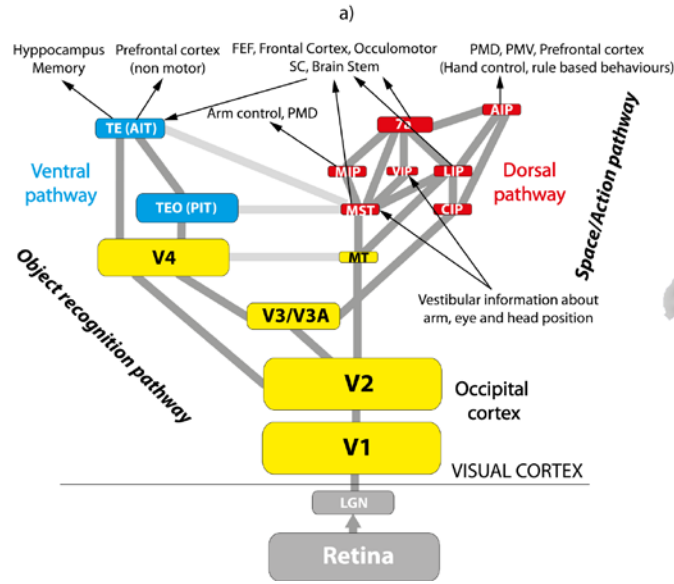 a)
Hyppocampus
Memory
Prefrontal cortex
(non motor)
FEF, Frontal Cortex, Occulomotor
SC, Brain Stem
PMD, PMV, Prefrontal cortex
(Hand control, rule based behaviours)
Arm control, PMD
TE (AIT)
7a
AIP
Ventral
pathway
MIP
VIP
LIP
Dorsal
pathway
TEO (PIT)
MST
CIP
Space/Action pathway
V4
MT
Object recognition pathway
V3/V3A
Vestibular information about
arm, eye and head position
V2
Occipital
cortex
V1
VISUAL CORTEX
LGN
Retina